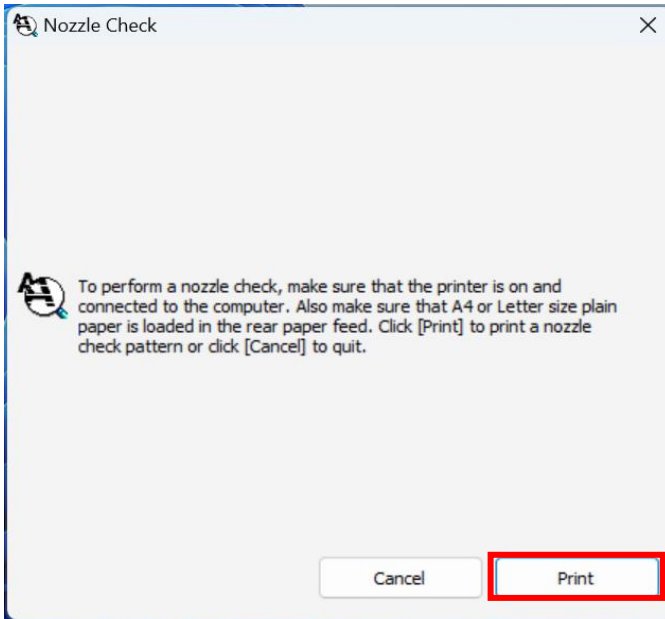 Nozzle Check
To perform a nozzle check, make sure that the printer is on and
connected to the computer. Also make sure that A4 or Letter size plain
paper is loaded in the rear paper feed. Click [Print] to print a nozzle
check pattern or click [Cancel] to quit.
Cancel
Print